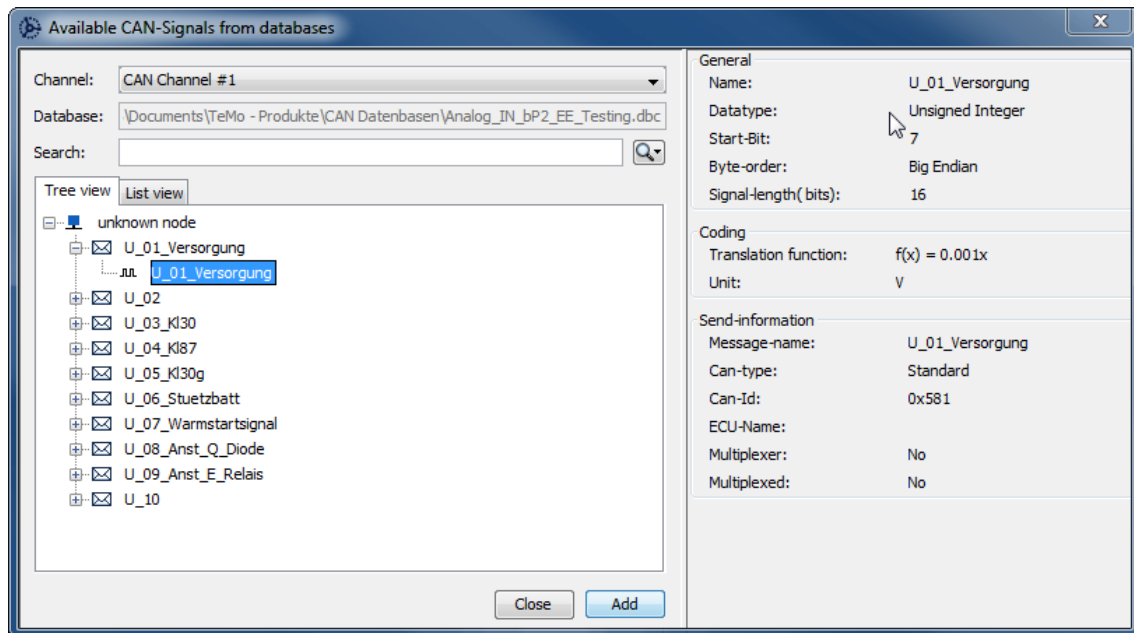 Available CAN-Signals from databases
X
Channel: CAN Channel #1
Database: \Documents\TeMo - Produkte\CAN Datenbasen\Analog_IN_bP2_EE_Testing.dbc
Search:
Tree view List view
unknown node
U_01_Versorgung
U_01_Versorgung
U_02
U_03_Kl30
U_04_Kl87
U_05_Kl30g
U_06_Stuetzbatt
U_07_Warmstartsignal
U_08_Anst_Q_Diode
U_09_Anst_E_Relais
U_10
Close Add
General
Name: U_01_Versorgung
Datatype: Unsigned Integer
Start-Bit: 7
Byte-order: Big Endian
Signal-length( bits): 16
Coding
Translation function: f(x) = 0.001x
Unit: V
Send-information
Message-name: U_01_Versorgung
Can-type: Standard
Can-Id: 0x581
ECU-Name:
Multiplexer: No
Multiplexed: No